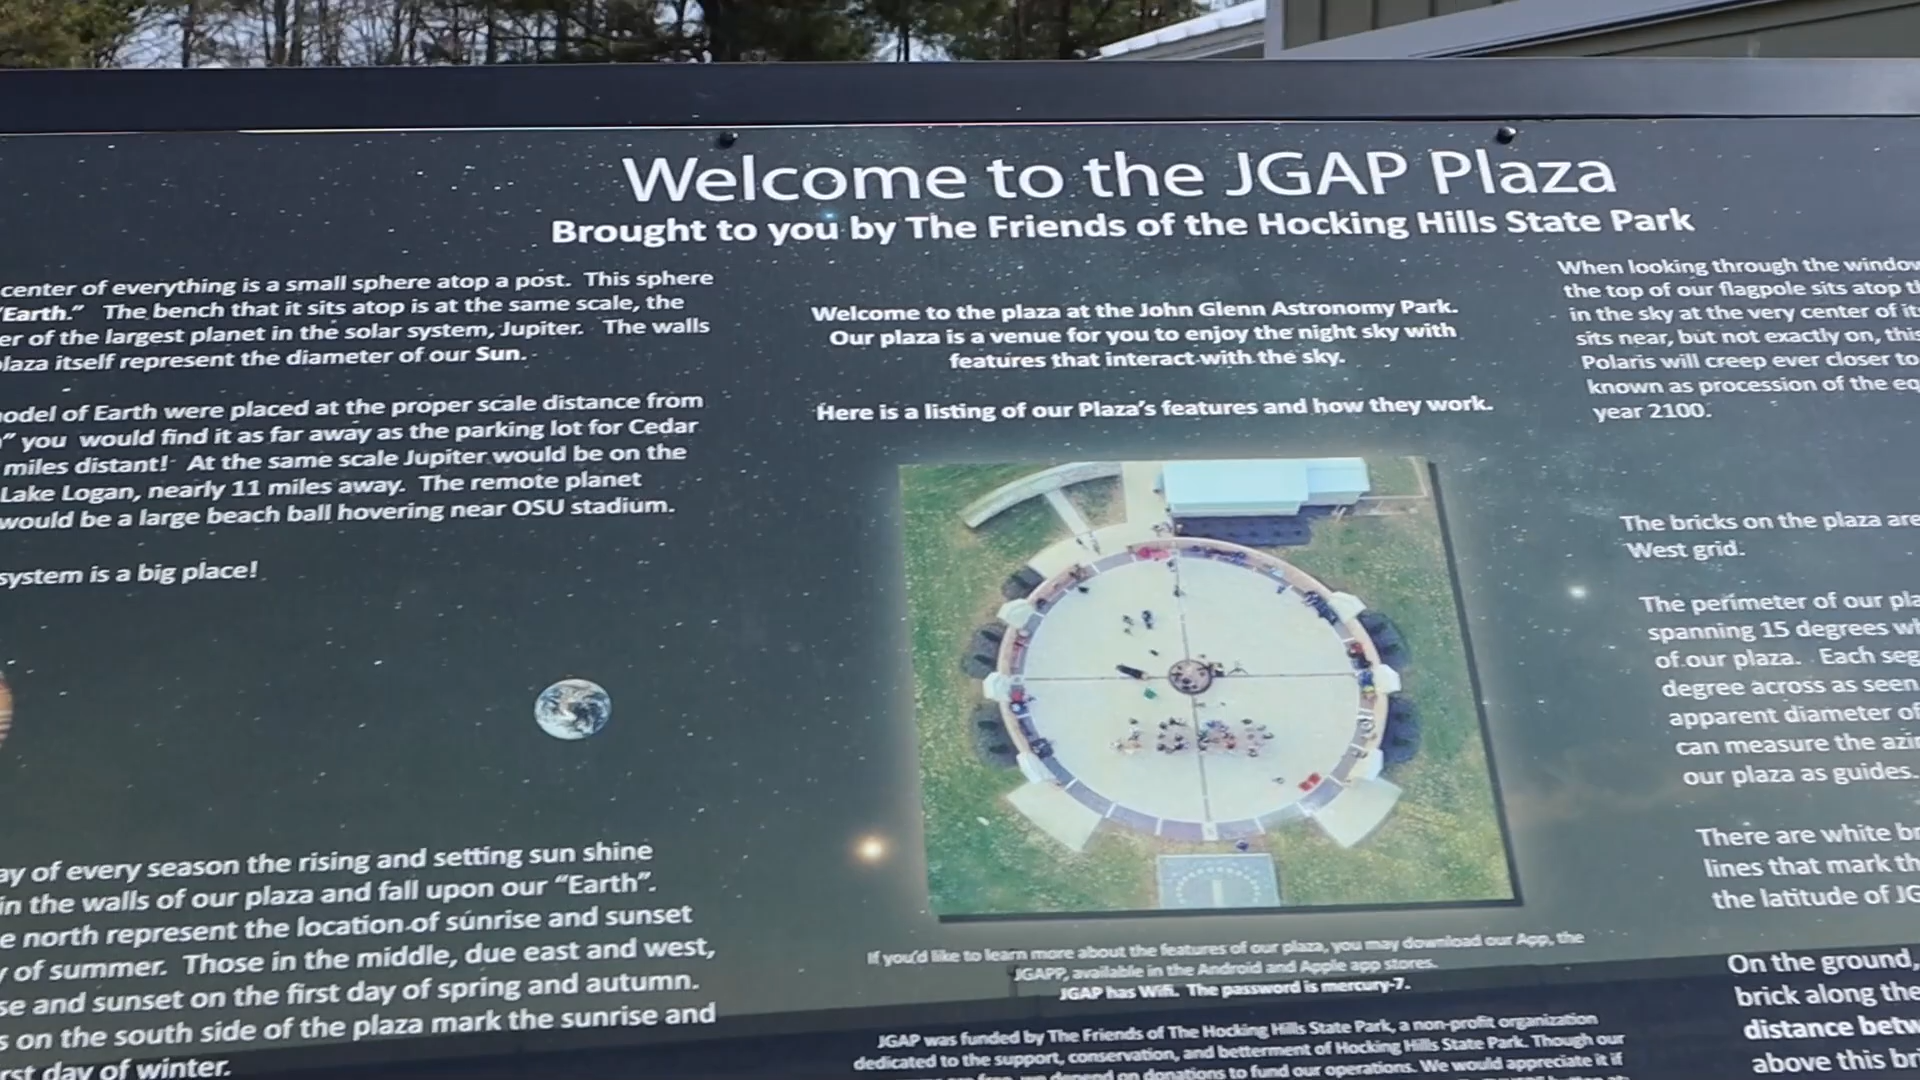 Welcome to the JGAP Plaza
Brought to you by The Friends of the Hocking Hills State Park
center of everything is a small sphere atop a post. This sphere
"Earth." The bench that it sits atop is at the same scale, the
er of the largest planet in the solar system, Jupiter. The walls
plaza itself represent the diameter of our Sun.
odel of Earth were placed at the proper scale distance from
" you would find it as far away as the parking lot for Cedar
miles distant! At the same scale Jupiter would be on the
Lake Logan, nearly 11 miles away. The remote planet
would be a large beach ball hovering near OSU stadium.
system is a big place!
ay of every season the rising and setting sun shine
in the walls of our plaza and fall upon our "Earth".
e north represent the location of sunrise and sunset
y of summer. Those in the middle, due east and west,
se and sunset on the first day of spring and autumn.
s on the south side of the plaza mark the sunrise and
rst day of winter.
Welcome to the plaza at the John Glenn Astronomy Park.
Our plaza is a venue for you to enjoy the night sky with
features that interact with the sky.
Here is a listing of our Plaza's features and how they work.
If you'd like to learn more about the features of our plaza, you may download our App, the
JGAPP, available in the Android and Apple app stores.
JGAP has Wifi. The password is mercury-7.
JGAP was funded by The Friends of The Hocking Hills State Park, a non-profit organization
dedicated to the support, conservation, and betterment of Hocking Hills State Park. Though our
we depend on donations to fund our operations. We would appreciate it if
When looking through the window
the top of our flagpole sits atop th
in the sky at the very center of its
sits near, but not exactly on, this
Polaris will creep ever closer to
known as procession of the eq
year 2100.
The bricks on the plaza are
West grid.
The perimeter of our pla
spanning 15 degrees wh
of our plaza. Each seg
degree across as seen
apparent diameter of
can measure the azim
our plaza as guides.
There are white br
lines that mark th
the latitude of JG
On the ground,
brick along the
distance betw
above this bri